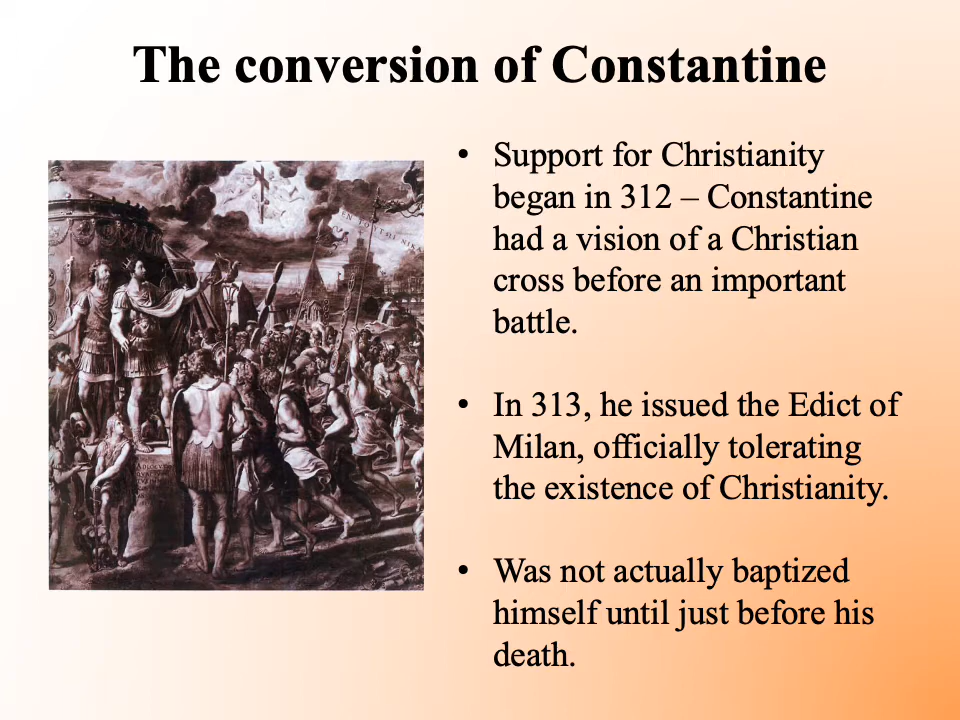 The conversion of Constantine
• Support for Christianity
began in 312 – Constantine
had a vision of a Christian
cross before an important
battle.
• In 313, he issued the Edict of
Milan, officially tolerating
the existence of Christianity.
• Was not actually baptized
himself until just before his
death.